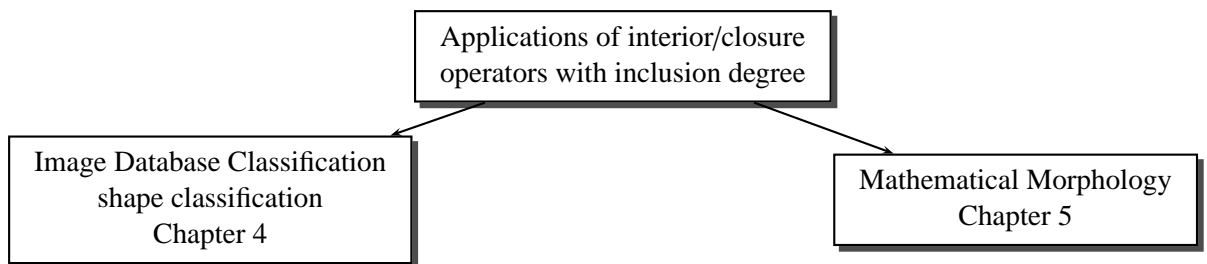 Applications of interior/closure
operators with inclusion degree
Image Database Classification
shape classification
Chapter 4
Mathematical Morphology
Chapter 5